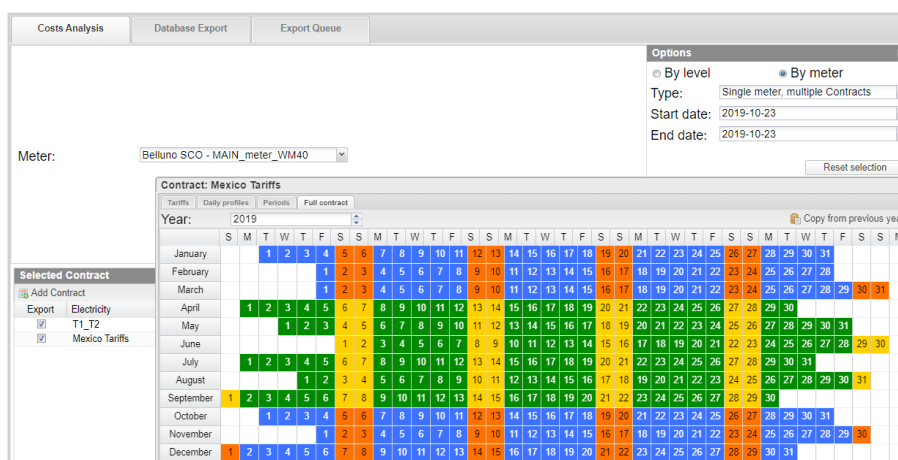 Costs Analysis Database Export Export Queue
Options
By level By meter
Type: Single meter, multiple Contracts
Start date: 2019-10-23
End date: 2019-10-23
Meter: Belluno SCO - MAIN_meter_WM40
Reset selection
Contract: Mexico Tariffs
Tariffs Daily profiles Periods Full contract
Year: 2019 Copy from previous yea
S M T W T F S S M T W T F S S M T W T F S S M T W T F S S M T W T F S S M
January 1 2 3 4 5 6 7 8 9 10 11 12 13 14 15 16 17 18 19 20 21 22 23 24 25 26 27 28 29 30 31
February 1 2 3 4 5 6 7 8 9 10 11 12 13 14 15 16 17 18 19 20 21 22 23 24 25 26 27 28
March 1 2 3 4 5 6 7 8 9 10 11 12 13 14 15 16 17 18 19 20 21 22 23 24 25 26 27 28 29 30 31
April 1 2 3 4 5 6 7 8 9 10 11 12 13 14 15 16 17 18 19 20 21 22 23 24 25 26 27 28 29 30
May 1 2 3 4 5 6 7 8 9 10 11 12 13 14 15 16 17 18 19 20 21 22 23 24 25 26 27 28 29 30 31
June 1 2 3 4 5 6 7 8 9 10 11 12 13 14 15 16 17 18 19 20 21 22 23 24 25 26 27 28 29 30
July 1 2 3 4 5 6 7 8 9 10 11 12 13 14 15 16 17 18 19 20 21 22 23 24 25 26 27 28 29 30 31
August 1 2 3 4 5 6 7 8 9 10 11 12 13 14 15 16 17 18 19 20 21 22 23 24 25 26 27 28 29 30 31
September 1 2 3 4 5 6 7 8 9 10 11 12 13 14 15 16 17 18 19 20 21 22 23 24 25 26 27 28 29 30
October 1 2 3 4 5 6 7 8 9 10 11 12 13 14 15 16 17 18 19 20 21 22 23 24 25 26 27 28 29 30 31
November 1 2 3 4 5 6 7 8 9 10 11 12 13 14 15 16 17 18 19 20 21 22 23 24 25 26 27 28 29 30
December 1 2 3 4 5 6 7 8 9 10 11 12 13 14 15 16 17 18 19 20 21 22 23 24 25 26 27 28 29 30 31
Selected Contract
Add Contract
Export Electricity
T1_T2
Mexico Tariffs